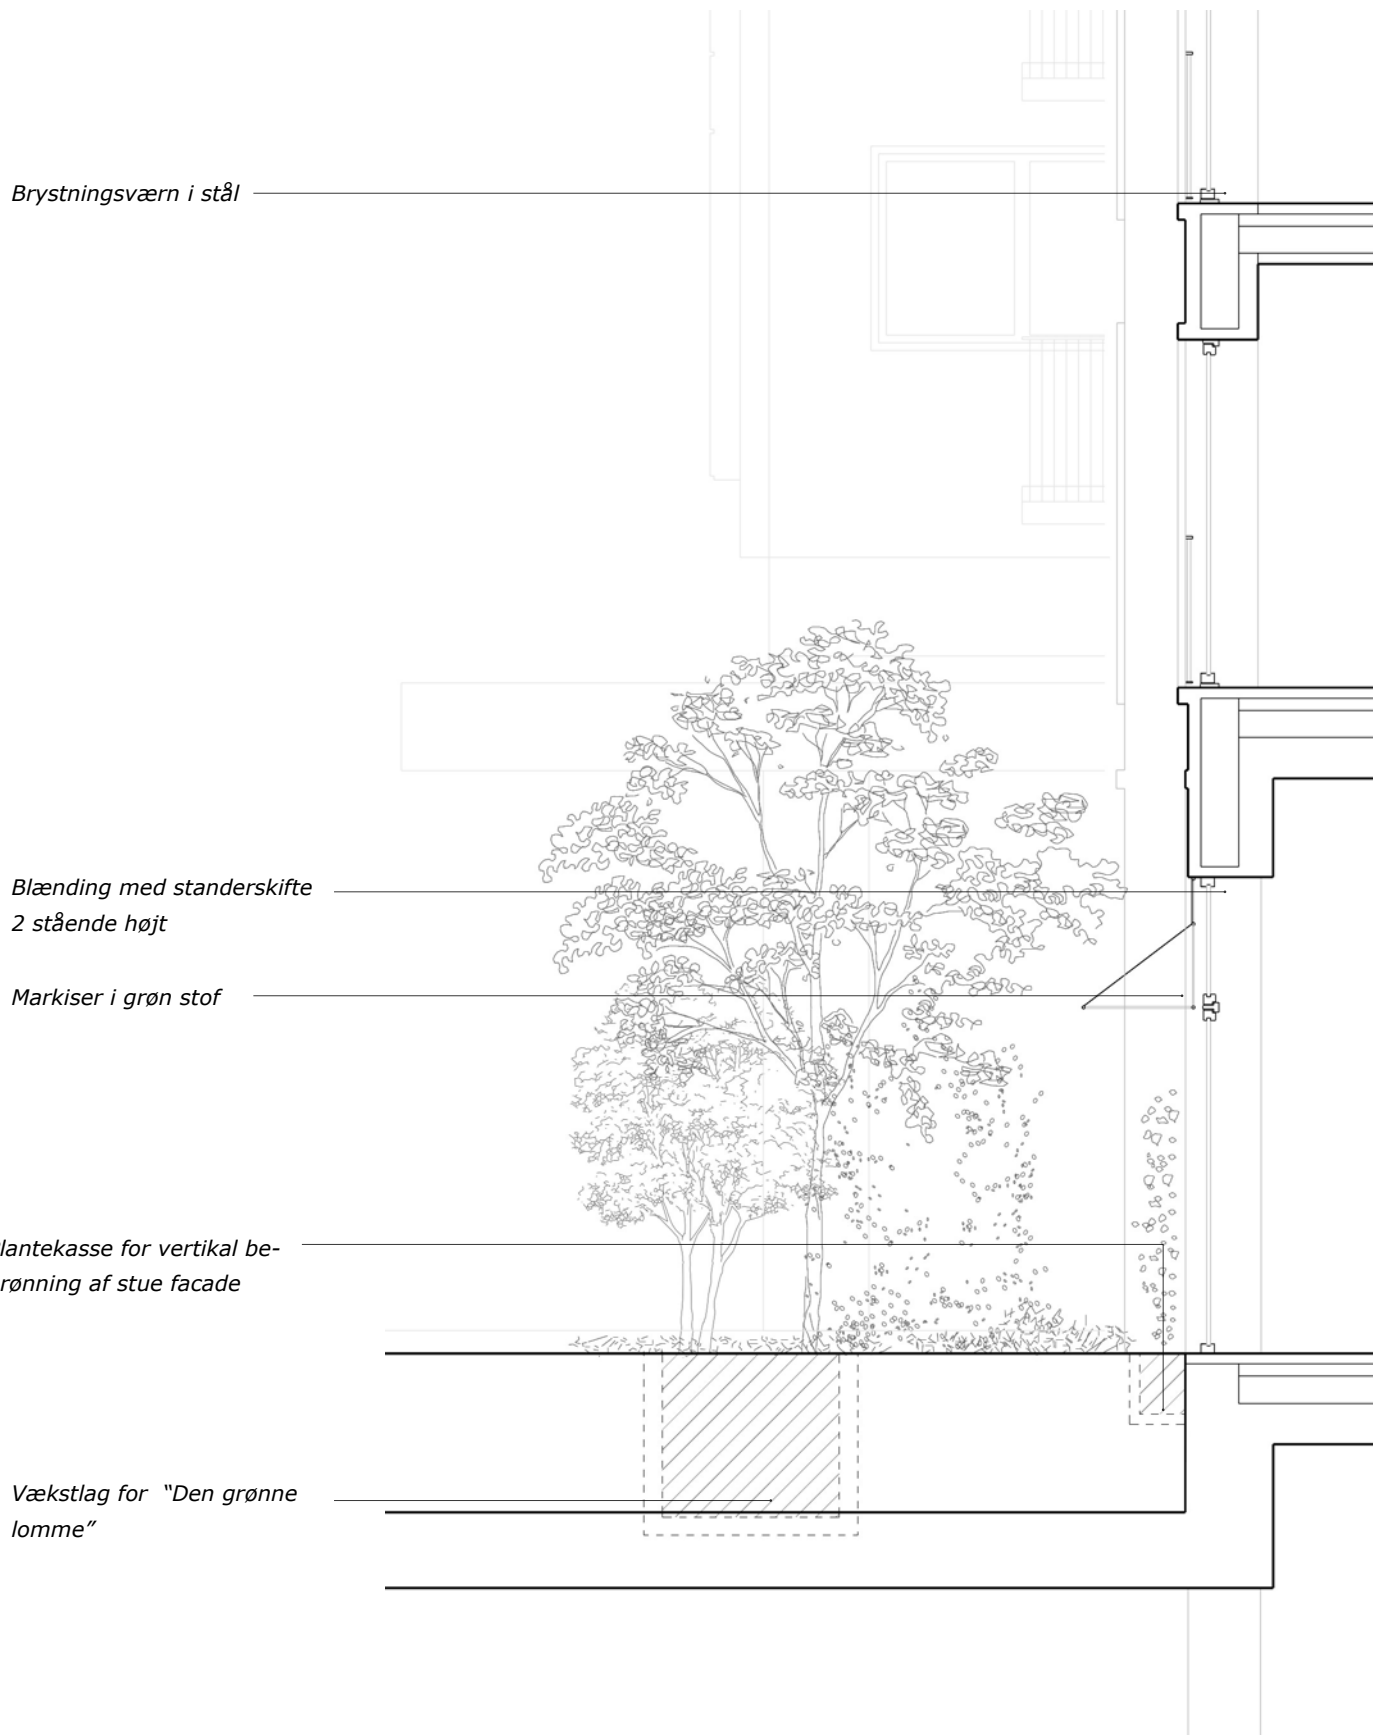 Brystningsværn i stål
Blænding med standerskifte
2 stående højt
Markiser i grøn stof
lantekasse for vertikal be-
rønning af stue facade
Vækstlag for “Den grønne
lomme”